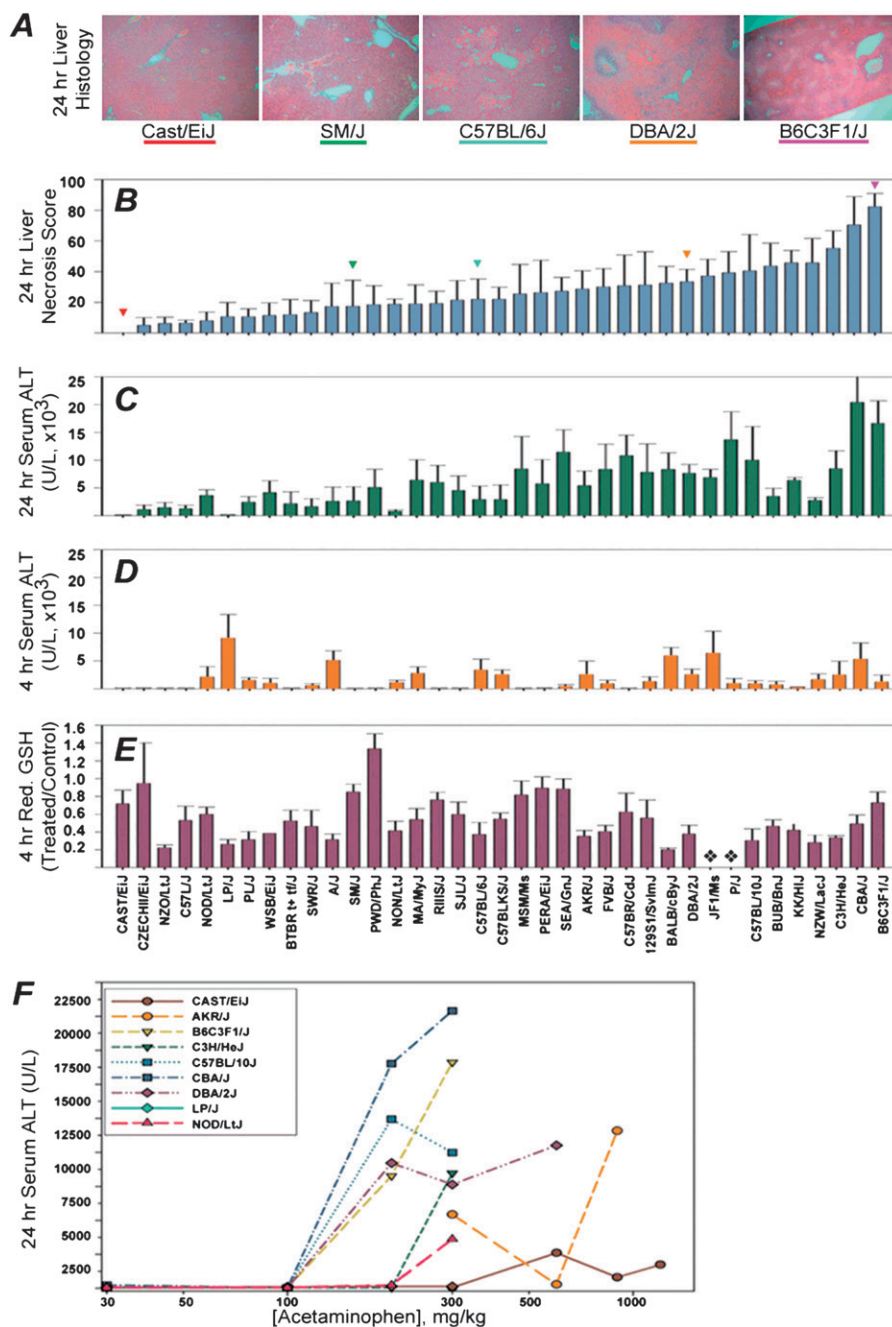 A
24 hr Liver
Histology
Cast/EiJ
SM/J
C57BL/6J
DBA/2J
B6C3F1/J
B
24 hr Liver
Necrosis Score
100
80
60
40
20
C
24 hr Serum ALT
(U/L, x10³)
25
20
15
10
5
D
4 hr Serum ALT
(U/L, x10³)
25
20
15
10
5
E
4 hr Red. GSH
(Treated/Control)
1.6
1.4
1.2
1.0
0.8
0.6
0.4
0.2
CAST/EiJ
CZECHII/EiJ
NZO/LtJ
C57L/J
NOD/LtJ
LP/J
PL/J
WSB/EiJ
BTBR t+ tf/J
SWR/J
A/J
SM/J
PWD/PhJ
NON/LtJ
MA/MyJ
RIIIS/J
SJL/J
C57BL/6J
C57BLKS/J
MSM/Ms
PERA/EiJ
SEA/GnJ
AKR/J
FVB/J
C57BR/CdJ
129S1/SvImJ
BALB/cByJ
DBA/2J
JF1/Ms
P/J
C57BL/10J
BUB/BnJ
KK/HIJ
NZW/LacJ
C3H/HeJ
CBA/J
B6C3F1/J
F
24 hr Serum ALT (U/L)
22500
20000
17500
15000
12500
10000
7500
5000
2500
CAST/EiJ
AKR/J
B6C3F1/J
C3H/HeJ
C57BL/10J
CBA/J
DBA/2J
LP/J
NOD/LtJ
30
50
100
300
500
1000
[Acetaminophen], mg/kg